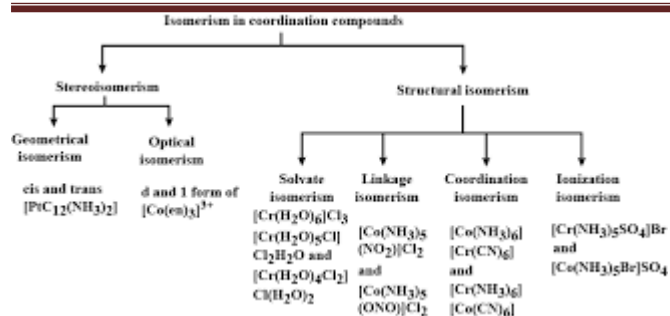 Isomerism in coordination compounds
Stereoisomerism
Structural isomerism
Geometrical
isomerism
cis and trans
[PtC12(NH3)2]
Optical
isomerism
d and 1 form of
[Co(en)3]3+
Solvate
isomerism
[Cr(H2O)6]Cl3
[Cr(H2O)5Cl]
Cl2H2O and
[Cr(H2O)4Cl2]
Cl(H2O)2
Linkage
isomerism
[Co(NH3)5
(NO2)]Cl2
and
[Co(NH3)5
(ONO)]Cl2
Coordination
isomerism
[Co(NH3)6]
[Cr(CN)6]
and
[Cr(NH3)6]
[Co(CN)6]
Ionization
isomerism
[Cr(NH3)5SO4]Br
and
[Co(NH3)5Br]SO4